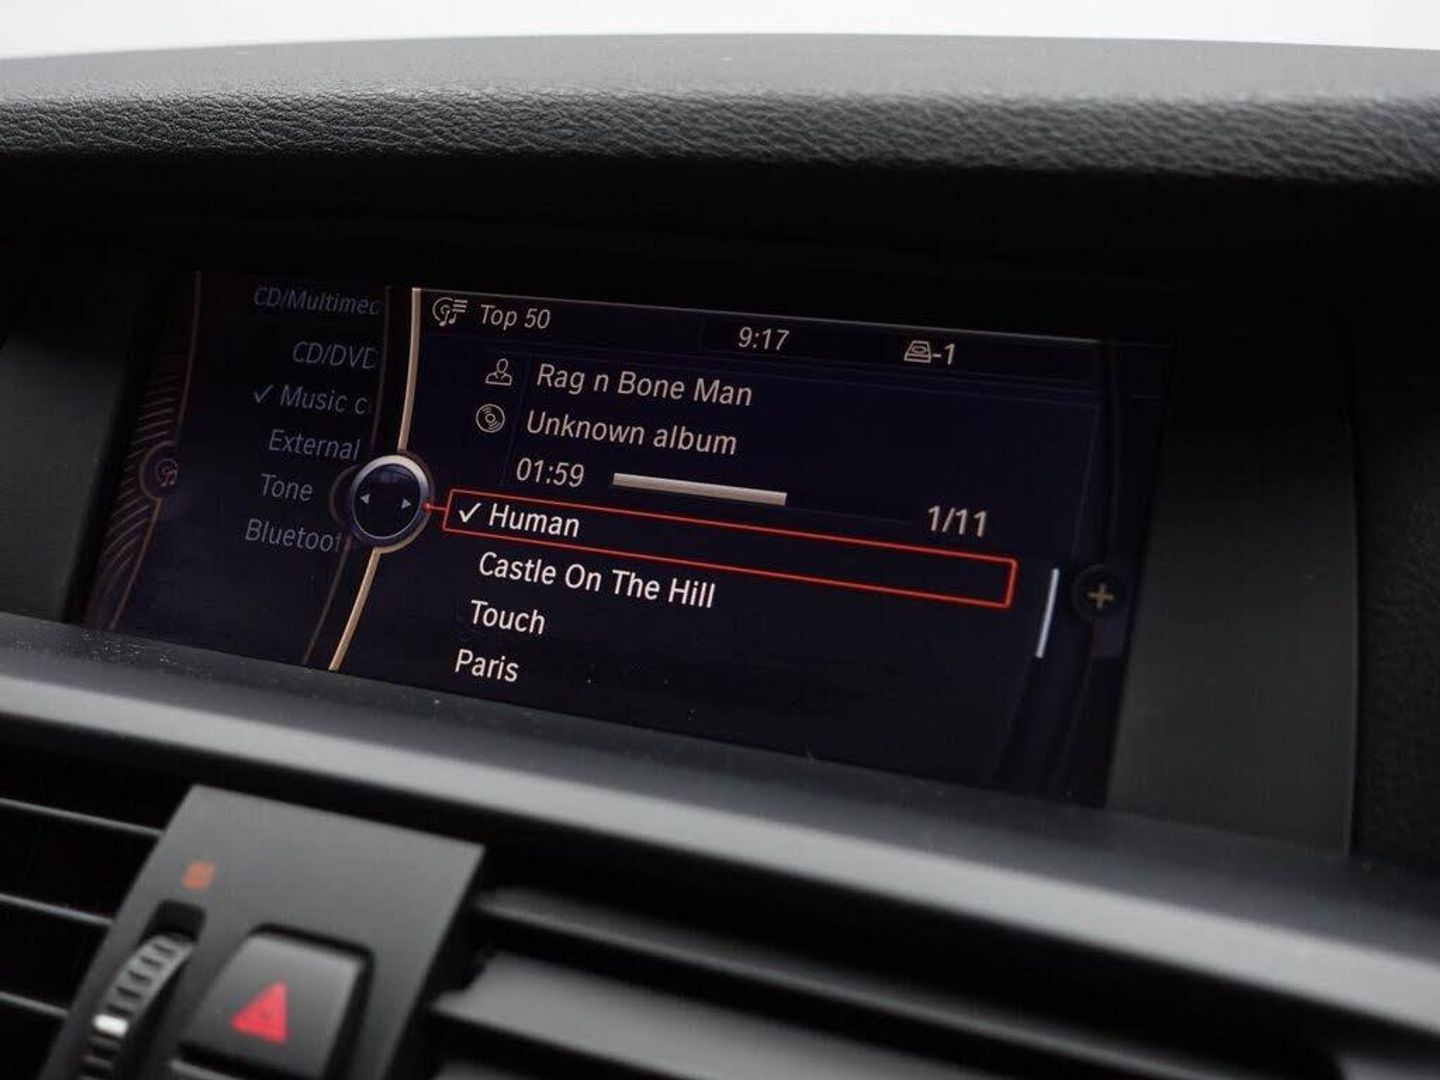 CD/Multimed
CD/DVD
✓ Music c
External
Tone
Bluetoot
Top 50
9:17
-1
Rag n Bone Man
Unknown album
01:59
1/11
✓ Human
Castle On The Hill
Touch
Paris